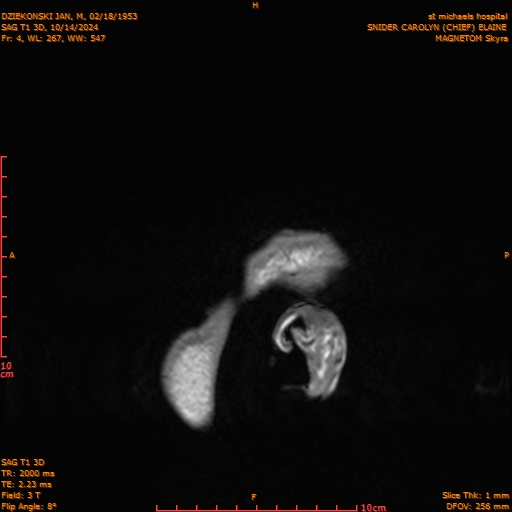 H
DZIEKONSKI JAN, M, 02/18/1953
SAG T1 3D, 10/14/2024
Fr: 4, WL: 267, WW: 547
st michaels hospital
SNIDER CAROLYN (CHIEF) ELAINE
MAGNETOM Skyra
A
P
10
cm
SAG T1 3D
TR: 2000 ms
TE: 2.23 ms
Field: 3 T
Flip Angle: 8°
F
10cm
Slice Thk: 1 mm
DFOV: 256 mm